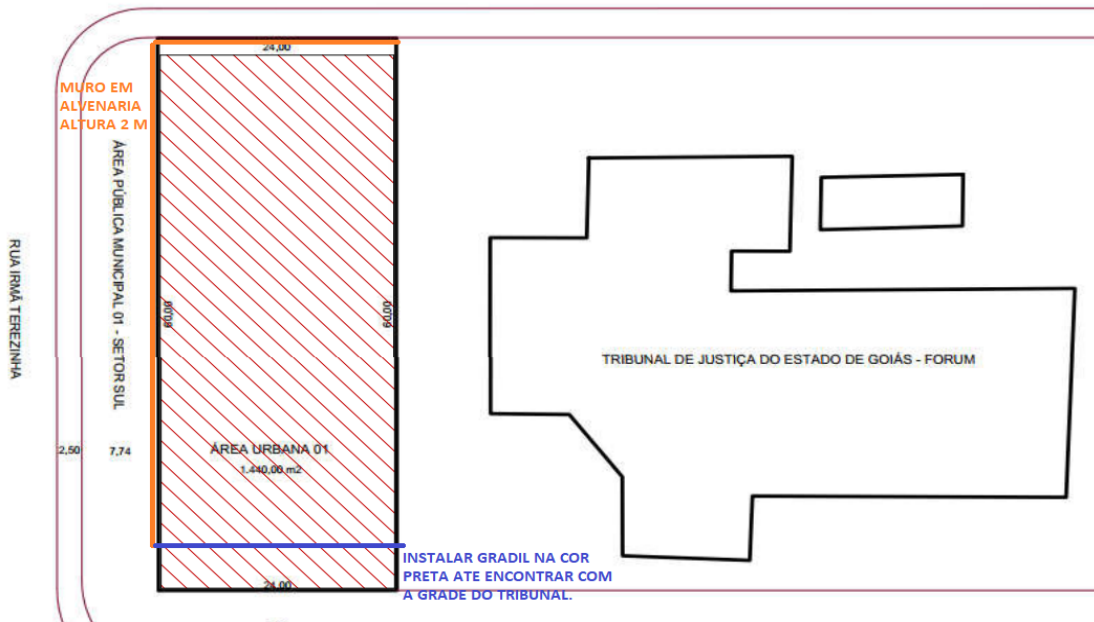 24,00
MURO EM
ALVENARIA
ALTURA 2 M
ÁREA PÚBLICA MUNICIPAL 01 - SETOR SUL
RUA IRMÃ TEREZINHA
60,00
60,00
TRIBUNAL DE JUSTIÇA DO ESTADO DE GOIÁS - FORUM
2,50
7,74
ÁREA URBANA 01
1.440,00 m2
INSTALAR GRADIL NA COR
PRETA ATE ENCONTRAR COM
A GRADE DO TRIBUNAL.
24,00